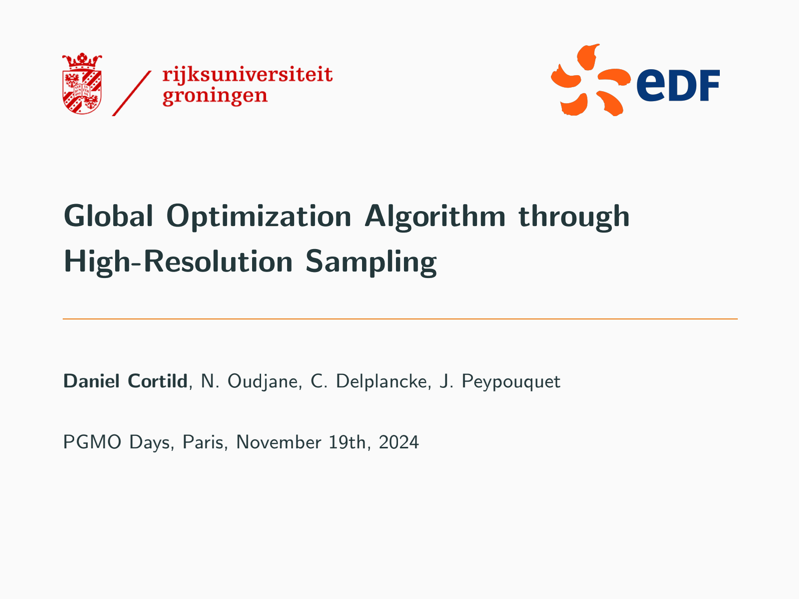 rijksuniversiteit
groningen
eDF
Global Optimization Algorithm through
High-Resolution Sampling
Daniel Cortild, N. Oudjane, C. Delplancke, J. Peypouquet
PGMO Days, Paris, November 19th, 2024